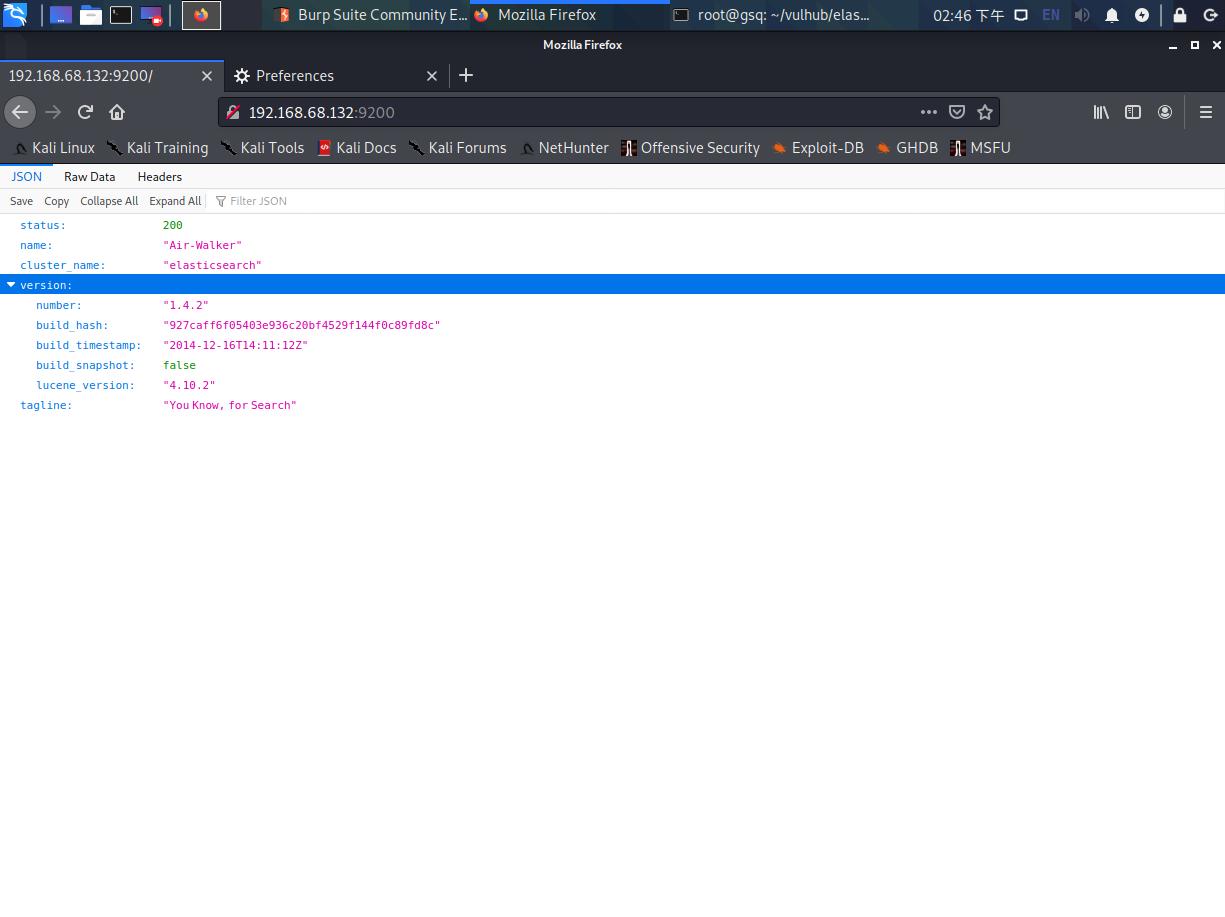 Burp Suite Community E... Mozilla Firefox root@gsq: ~/vulhub/elas... 02:46 下午 EN
Mozilla Firefox
192.168.68.132:9200/ Preferences
192.168.68.132:9200
Kali Linux Kali Training Kali Tools Kali Docs Kali Forums NetHunter Offensive Security Exploit-DB GHDB MSFU
JSON Raw Data Headers
Save Copy Collapse All Expand All Filter JSON
status: 200
name: "Air-Walker"
cluster_name: "elasticsearch"
version:
number: "1.4.2"
build_hash: "927caff6f05403e936c20bf4529f144f0c89fd8c"
build_timestamp: "2014-12-16T14:11:12Z"
build_snapshot: false
lucene_version: "4.10.2"
tagline: "You Know, for Search"